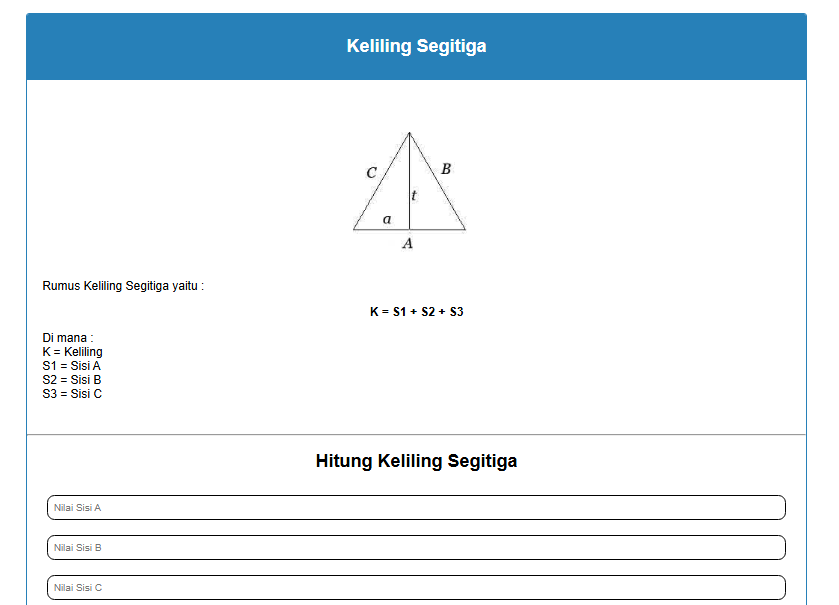 Keliling Segitiga
C
B
t
a
A
Rumus Keliling Segitiga yaitu :
K = S1 + S2 + S3
Di mana :
K = Keliling
S1 = Sisi A
S2 = Sisi B
S3 = Sisi C
Hitung Keliling Segitiga
Nilai Sisi A
Nilai Sisi B
Nilai Sisi C